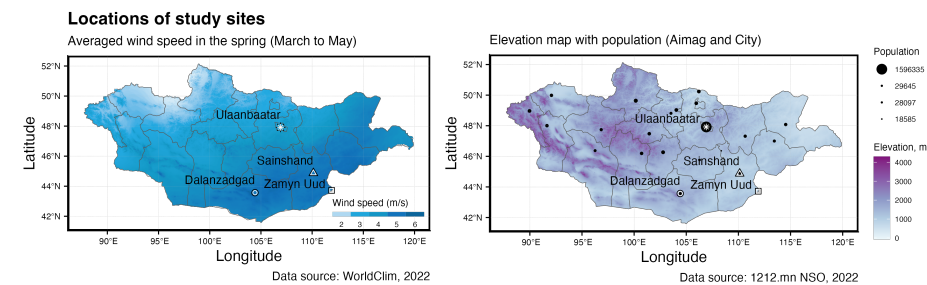 Locations of study sites
Averaged wind speed in the spring (March to May)
52°N
50°N
48°N
46°N
44°N
42°N
Latitude
Ulaanbaatar
Sainshand
Dalanzadgad
Zamyn Uud
Wind speed (m/s)
2 3 4 5 6
90°E 95°E 100°E 105°E 110°E 115°E 120°E
Longitude
Data source: WorldClim, 2022
Elevation map with population (Aimag and City)
52°N
50°N
48°N
46°N
44°N
42°N
Latitude
Ulaanbaatar
Sainshand
Dalanzadgad
Zamyn Uud
90°E 95°E 100°E 105°E 110°E 115°E 120°E
Longitude
Data source: 1212.mn NSO, 2022
Population
1596335
29645
28097
18585
Elevation, m
4000
3000
2000
1000
0